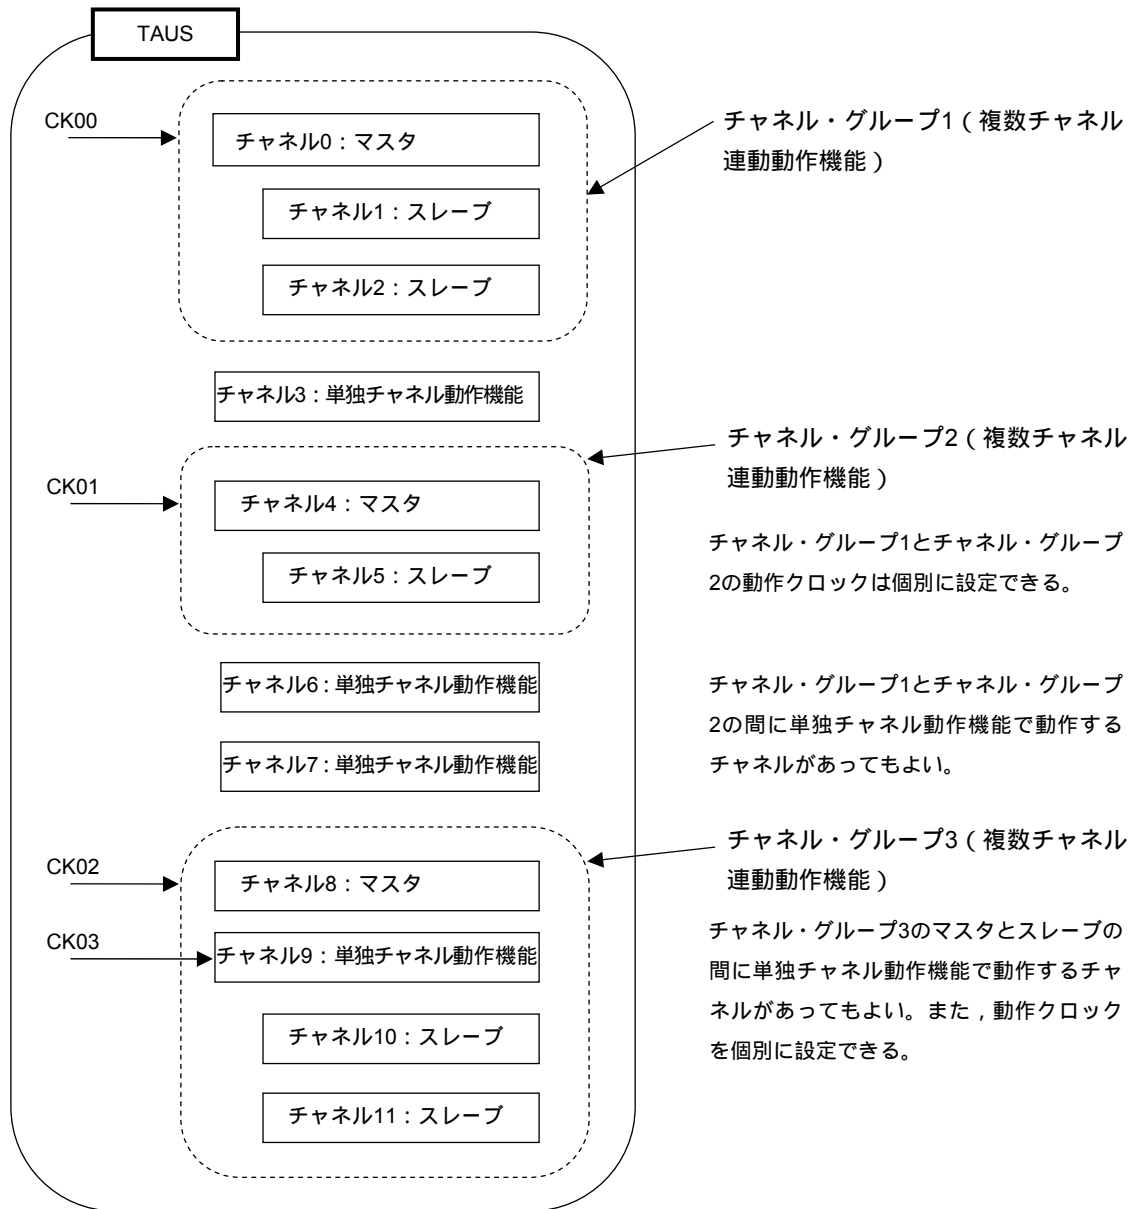 TAUS
CK00
チャネル0：マスタ
チャネル1：スレーブ
チャネル2：スレーブ
チャネル・グループ1（複数チャネル
連動動作機能）
チャネル3：単独チャネル動作機能
チャネル・グループ2（複数チャネル
連動動作機能）
CK01
チャネル4：マスタ
チャネル5：スレーブ
チャネル・グループ1とチャネル・グループ
2の動作クロックは個別に設定できる。
チャネル6：単独チャネル動作機能
チャネル7：単独チャネル動作機能
チャネル・グループ1とチャネル・グループ
2の間に単独チャネル動作機能で動作する
チャネルがあってもよい。
チャネル・グループ3（複数チャネル
連動動作機能）
CK02
チャネル8：マスタ
CK03
チャネル9：単独チャネル動作機能
チャネル10：スレーブ
チャネル11：スレーブ
チャネル・グループ3のマスタとスレーブの
間に単独チャネル動作機能で動作するチャ
ネルがあってもよい。また，動作クロック
を個別に設定できる。